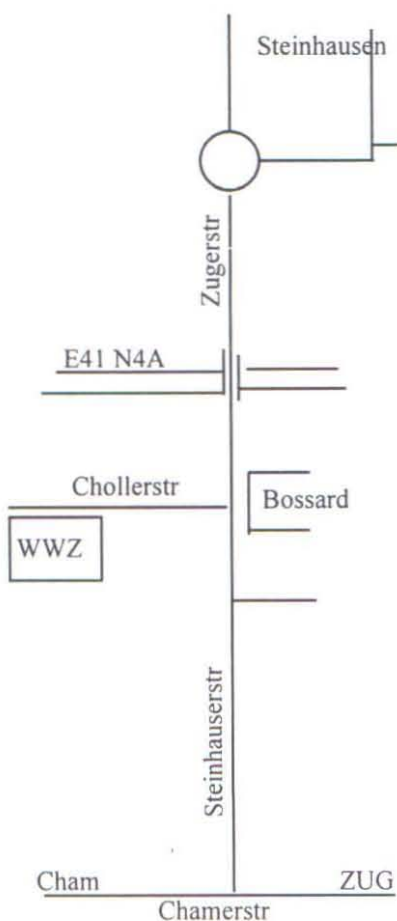 Steinhausen
Zugerstr
E41 N4A
Chollerstr
Bossard
WWZ
Steinhauserstr
Cham
ZUG
Chamerstr